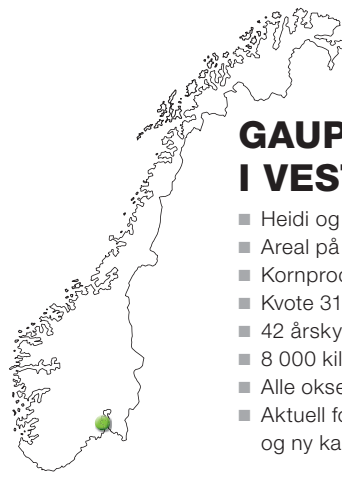 GAUP
I VEST
■ Heidi og
■ Areal på
■ Kornprod
■ Kvote 31
■ 42 årsky
■ 8 000 kil
■ Alle okse
■ Aktuell fo
og ny ka